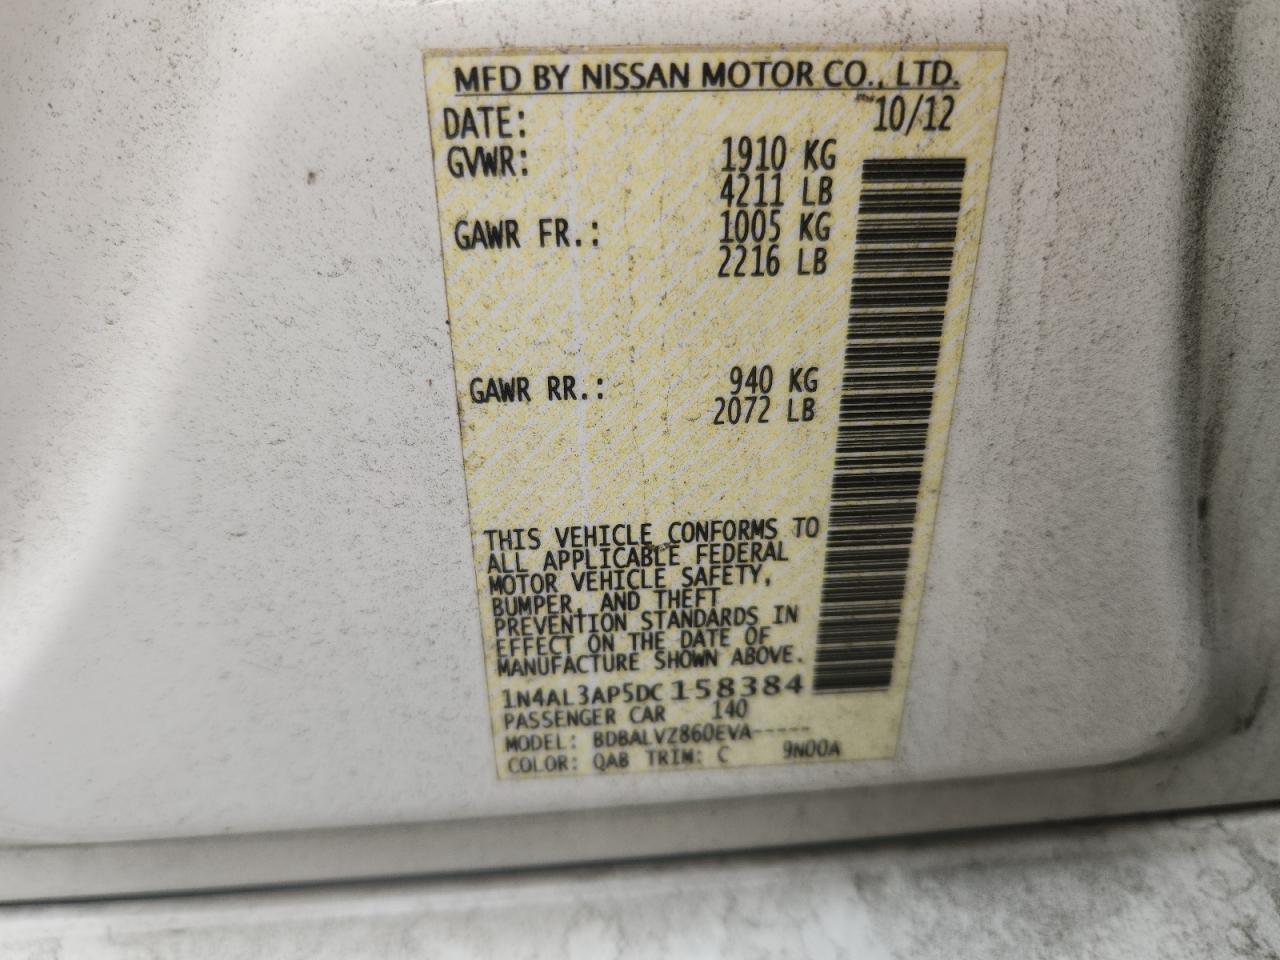 MFD BY NISSAN MOTOR CO., LTD.
DATE: 10/12
GVWR: 1910 KG
4211 LB
GAWR FR.: 1005 KG
2216 LB
GAWR RR.: 940 KG
2072 LB
THIS VEHICLE CONFORMS TO
ALL APPLICABLE FEDERAL
MOTOR VEHICLE SAFETY,
BUMPER, AND THEFT
PREVENTION STANDARDS IN
EFFECT ON THE DATE OF
MANUFACTURE SHOWN ABOVE.
1N4AL3AP5DC158384
PASSENGER CAR 140
MODEL: BDBALVZ860EVA-----
COLOR: QAB TRIM: C 9N00A